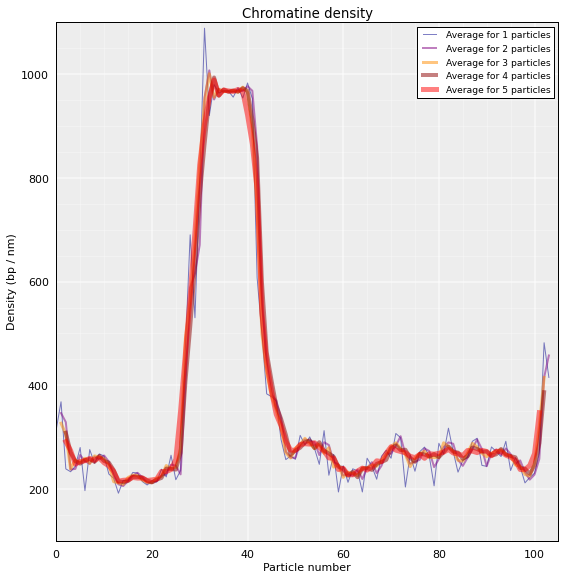 Chromatine density
Average for 1 particles
Average for 2 particles
Average for 3 particles
Average for 4 particles
Average for 5 particles
Density (bp / nm)
1000
800
600
400
200
0 20 40 60 80 100
Particle number